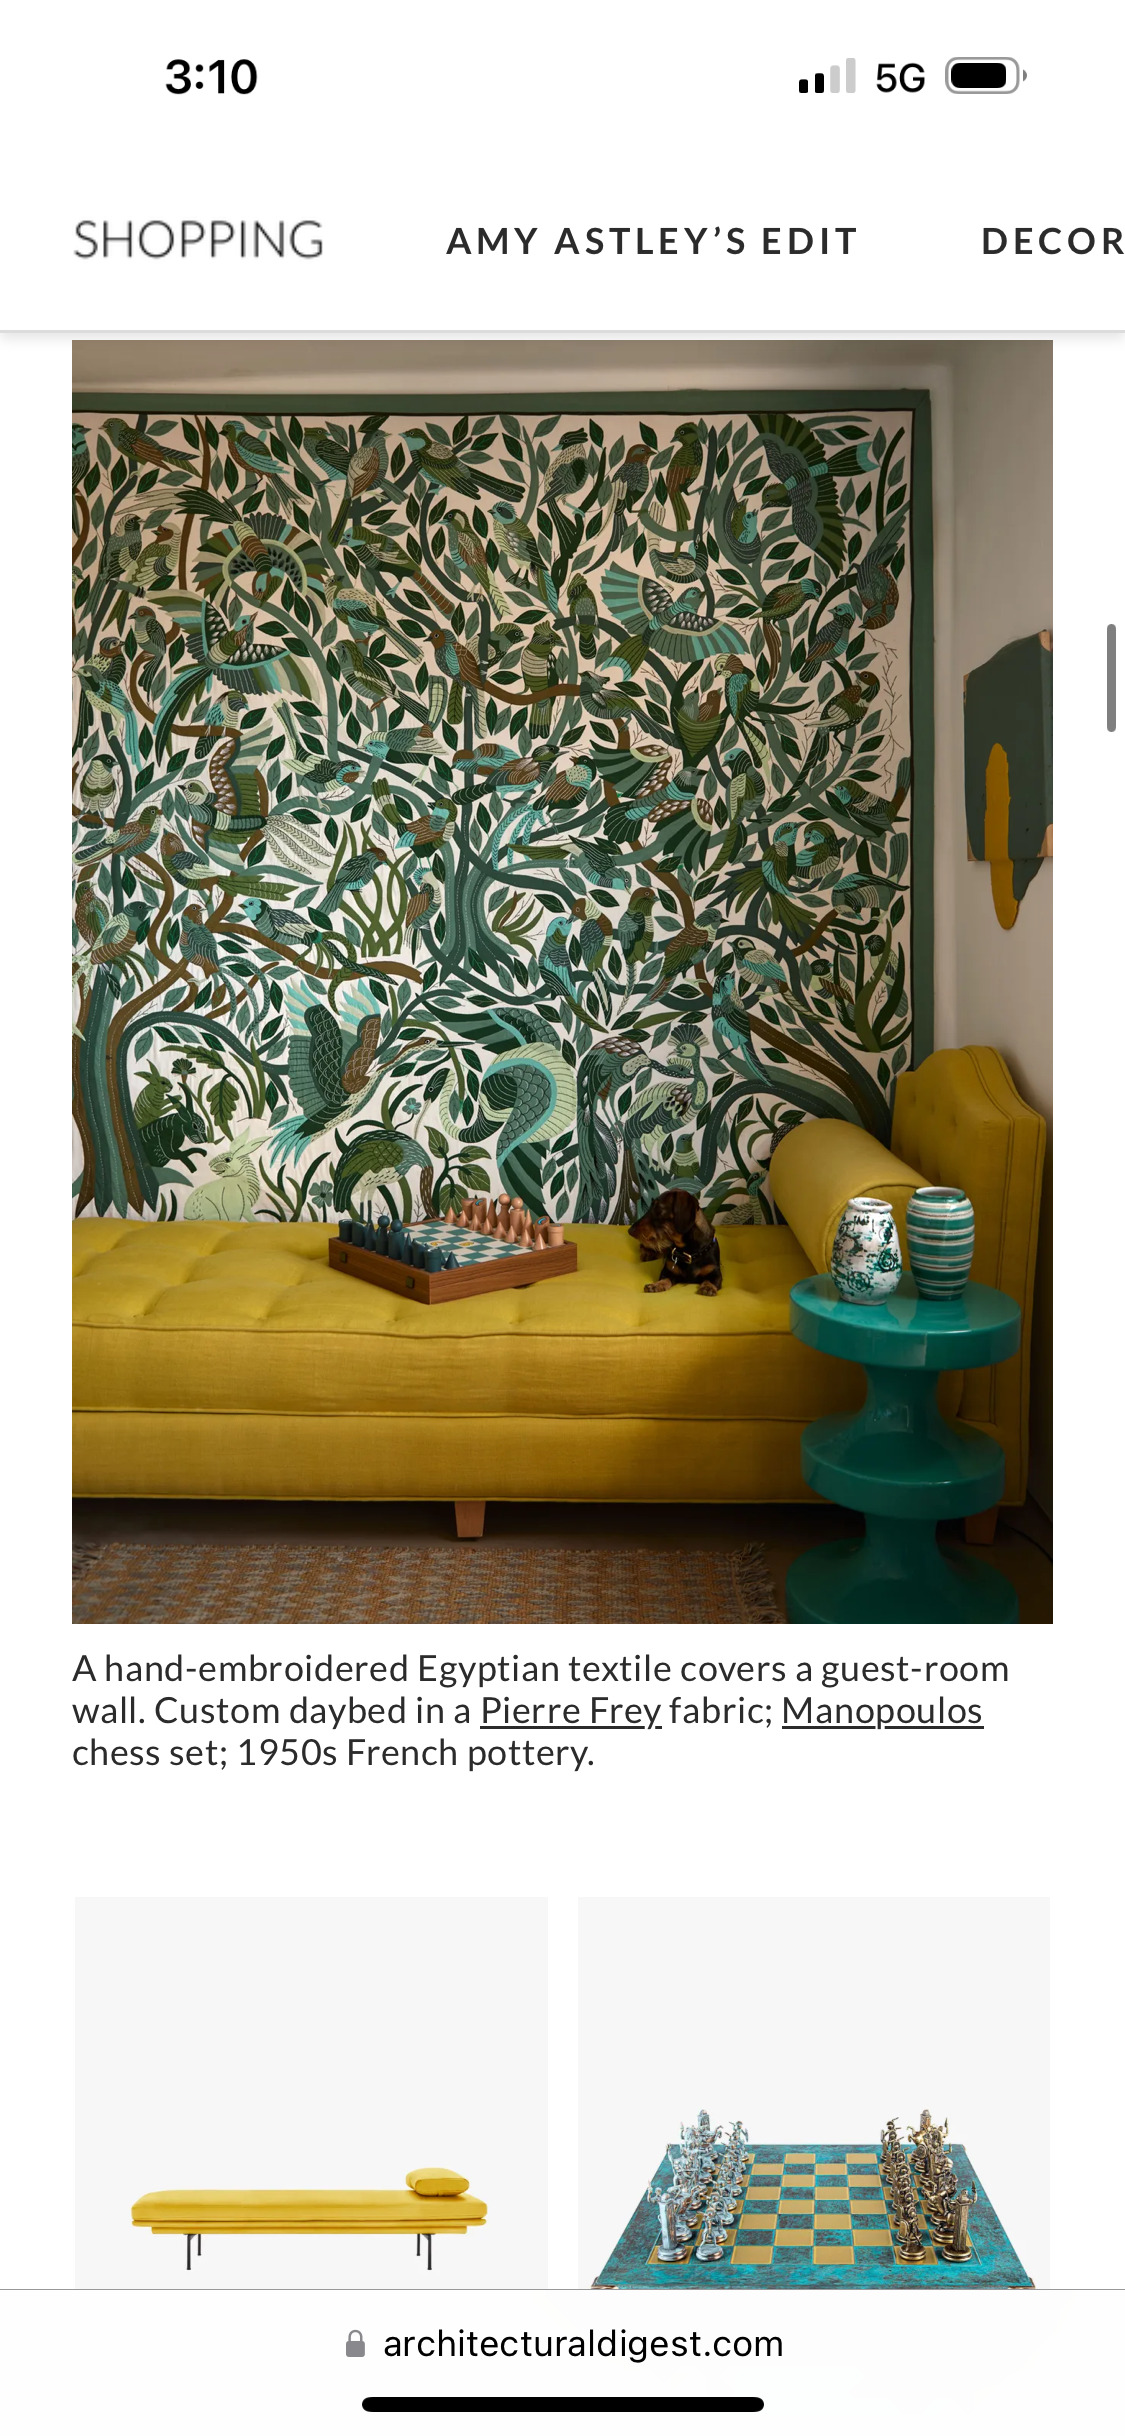 3:10
5G
SHOPPING
AMY ASTLEY’S EDIT
DECOR
A hand-embroidered Egyptian textile covers a guest-room
wall. Custom daybed in a Pierre Frey fabric; Manopoulos
chess set; 1950s French pottery.
architecturaldigest.com